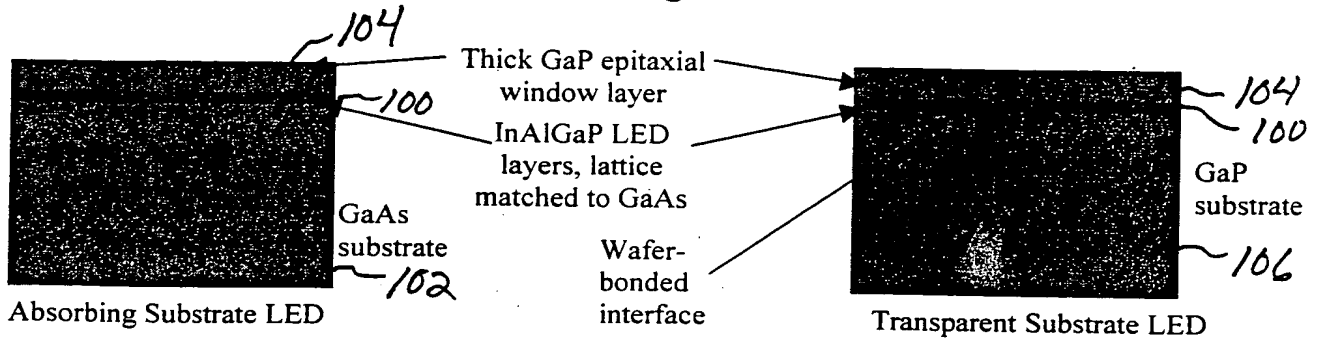 104
Thick GaP epitaxial
window layer
100
InAlGaP LED
layers, lattice
matched to GaAs
GaAs
substrate
102
Wafer-
bonded
interface
104
100
GaP
substrate
106
Absorbing Substrate LED
Transparent Substrate LED